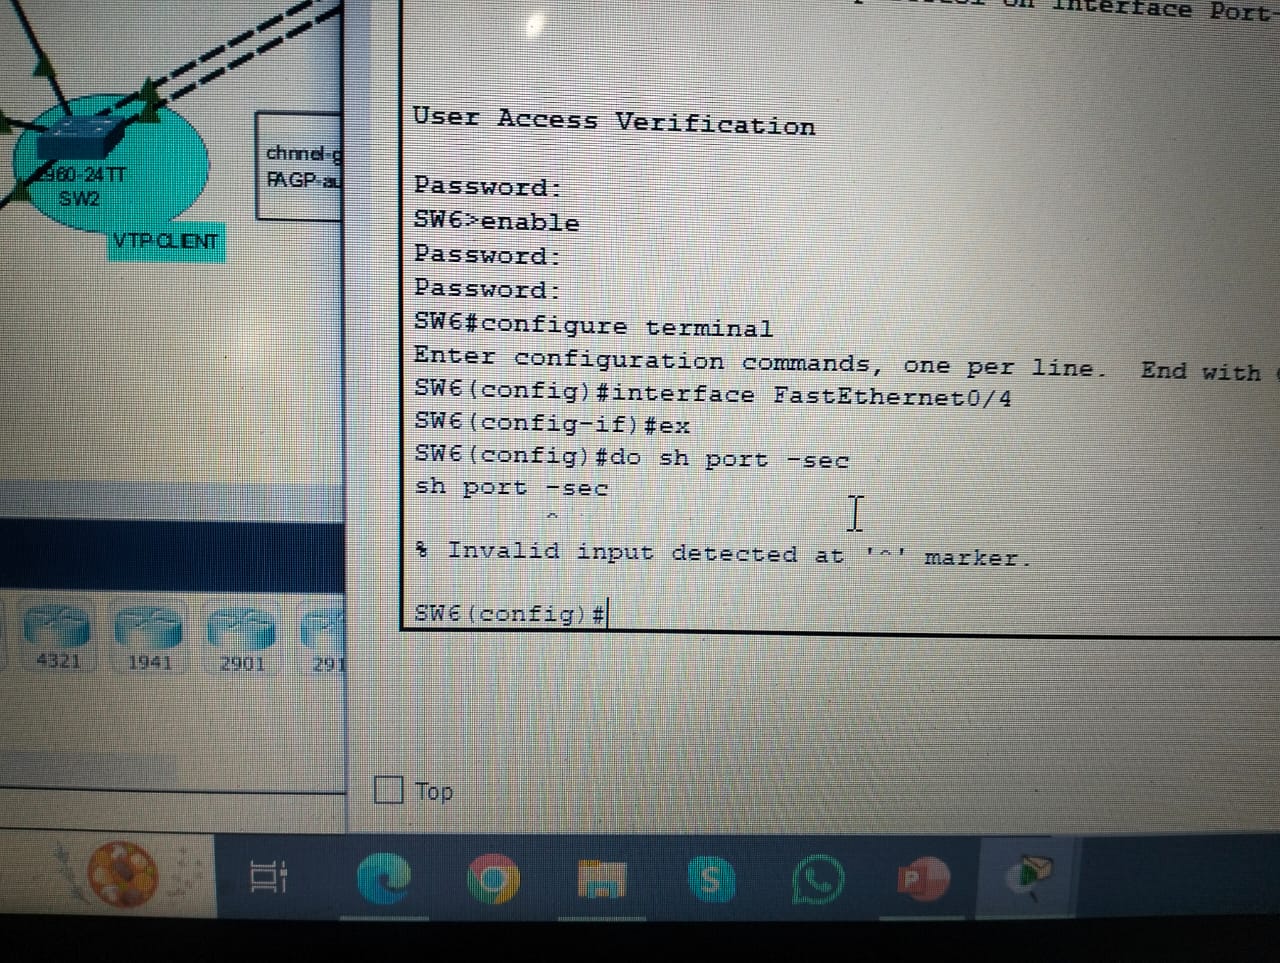 on Interface Port-
User Access Verification
Password:
SW6>enable
Password:
Password:
SW6#configure terminal
Enter configuration commands, one per line. End with
SW6(config)#interface FastEthernet0/4
SW6(config-if)#ex
SW6(config)#do sh port -sec
sh port -sec
^
% Invalid input detected at '^' marker.
SW6(config)#
Top
2960-24TT
SW2
VTP CLIENT
chnnel-g
PAGP-au
4321
1941
2901
291
S
P